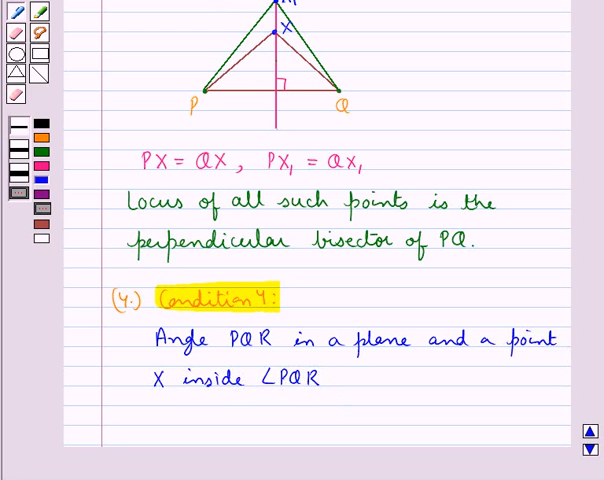 X₁
X
P
Q
PX = QX, PX₁ = QX₁
Locus of all such points is the
perpendicular bisector of PQ.
(4.) Condition 4:
Angle PQR in a plane and a point
X inside ∠PQR